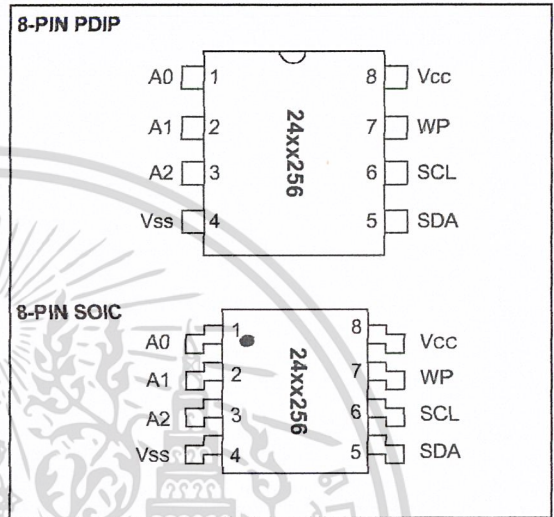 8-PIN PDIP
A0 1 8 Vcc
A1 2 7 WP
A2 3 6 SCL
Vss 4 5 SDA
24xx256
8-PIN SOIC
A0 1 8 Vcc
A1 2 7 WP
A2 3 6 SCL
Vss 4 5 SDA
24xx256